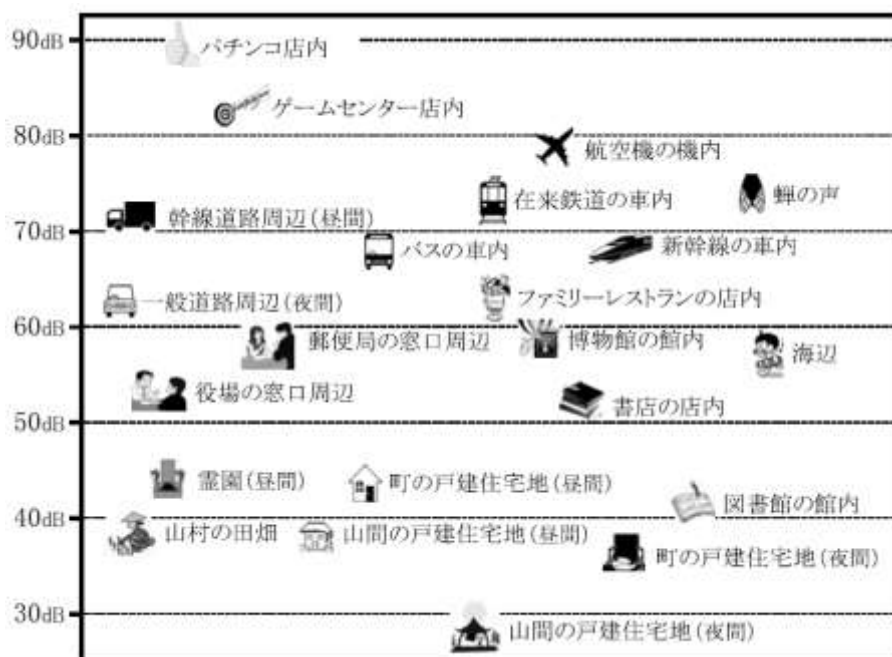 90dB
パチンコ店内
ゲームセンター店内
80dB
航空機の機内
在来鉄道の車内
蝉の声
幹線道路周辺(昼間)
70dB
バスの車内
新幹線の車内
一般道路周辺(夜間)
ファミリーレストランの店内
60dB
郵便局の窓口周辺
博物館の館内
海辺
役場の窓口周辺
書店の店内
50dB
霊園(昼間)
町の戸建住宅地(昼間)
図書館の館内
40dB
山村の田畑
山間の戸建住宅地(昼間)
町の戸建住宅地(夜間)
30dB
山間の戸建住宅地(夜間)